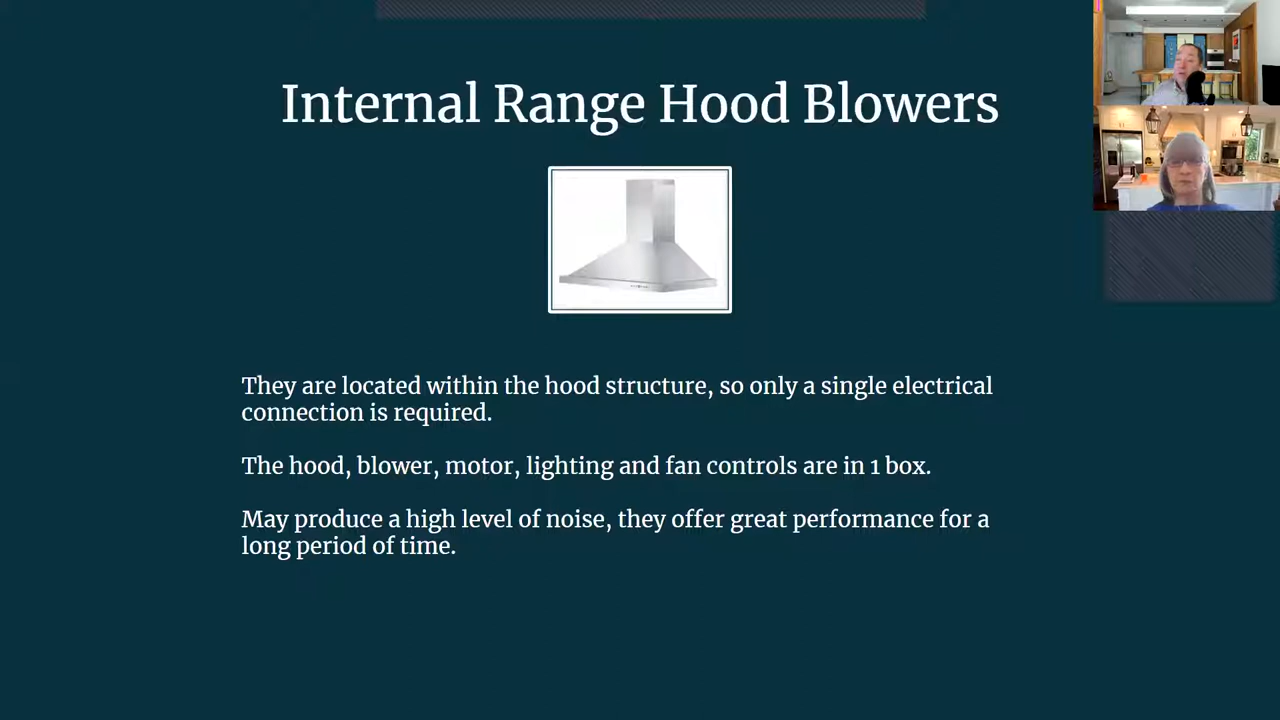 Internal Range Hood Blowers
They are located within the hood structure, so only a single electrical
connection is required.
The hood, blower, motor, lighting and fan controls are in 1 box.
May produce a high level of noise, they offer great performance for a
long period of time.